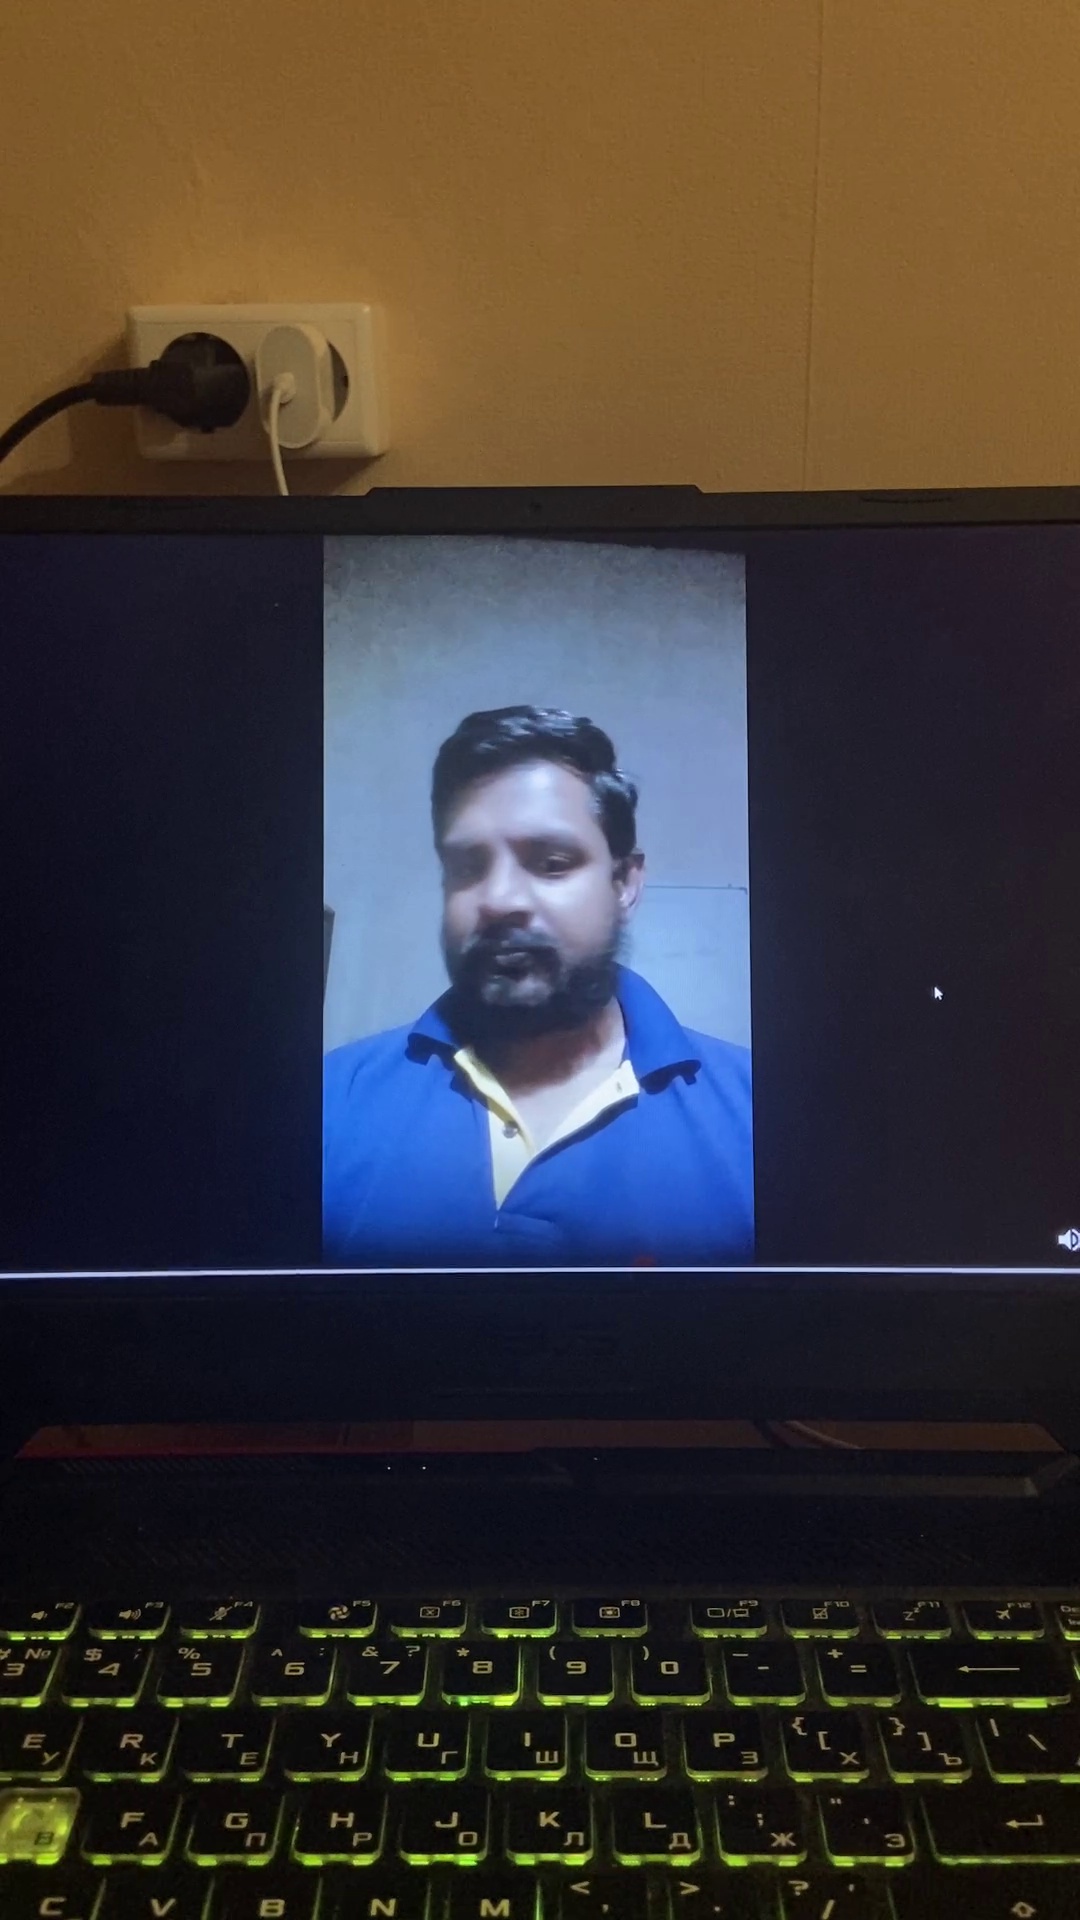 F2 F3 F4 F5 F6 F7 F8 F9 F10 F11 F12
№ 3 $ ; 4 % 5 ^ : 6 & ? 7 * 8 ( 9 ) 0 _ - + =
E У R К T Е Y Н U Г I Ш O Щ P З { [ Х } ] Ъ | \
В F А G П H Р J О K Л L Д : ; Ж " ' Э
C V B N M < , > . ? / ,